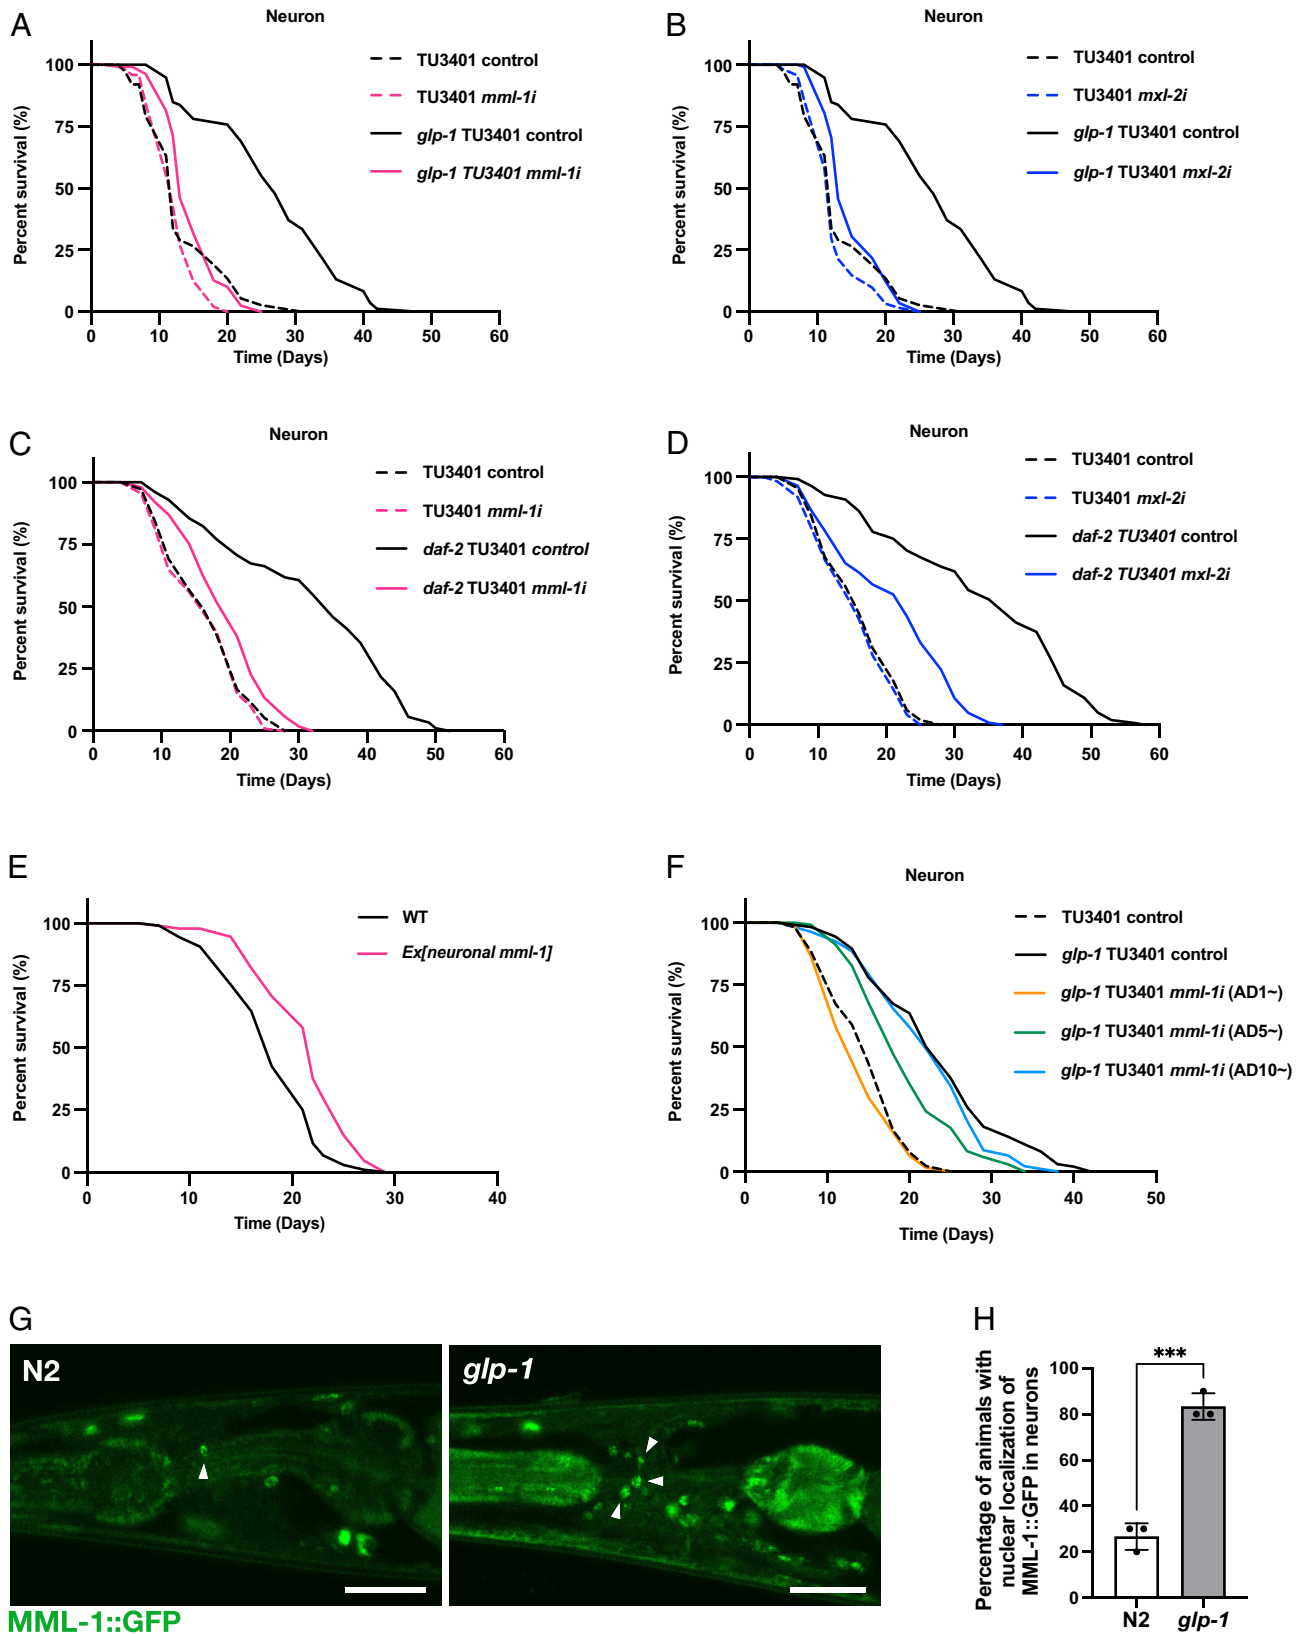 A
Neuron
Percent survival (%)
100
75
50
25
0
0 10 20 30 40 50 60
Time (Days)
TU3401 control
TU3401 mml-1i
glp-1 TU3401 control
glp-1 TU3401 mml-1i
B
Neuron
Percent survival (%)
100
75
50
25
0
0 10 20 30 40 50 60
Time (Days)
TU3401 control
TU3401 mxl-2i
glp-1 TU3401 control
glp-1 TU3401 mxl-2i
C
Neuron
Percent survival (%)
100
75
50
25
0
0 10 20 30 40 50 60
Time (Days)
TU3401 control
TU3401 mml-1i
daf-2 TU3401 control
daf-2 TU3401 mml-1i
D
Neuron
Percent survival (%)
100
75
50
25
0
0 10 20 30 40 50 60
Time (Days)
TU3401 control
TU3401 mxl-2i
daf-2 TU3401 control
daf-2 TU3401 mxl-2i
E
Percent survival (%)
100
75
50
25
0
0 10 20 30 40
Time (Days)
WT
Ex[neuronal mml-1]
F
Neuron
Percent survival (%)
100
75
50
25
0
0 10 20 30 40 50
Time (Days)
TU3401 control
glp-1 TU3401 control
glp-1 TU3401 mml-1i (AD1~)
glp-1 TU3401 mml-1i (AD5~)
glp-1 TU3401 mml-1i (AD10~)
G
N2
glp-1
MML-1::GFP
H
Percentage of animals with
nuclear localization of
MML-1::GFP in neurons
100
80
60
40
20
0
***
N2 glp-1